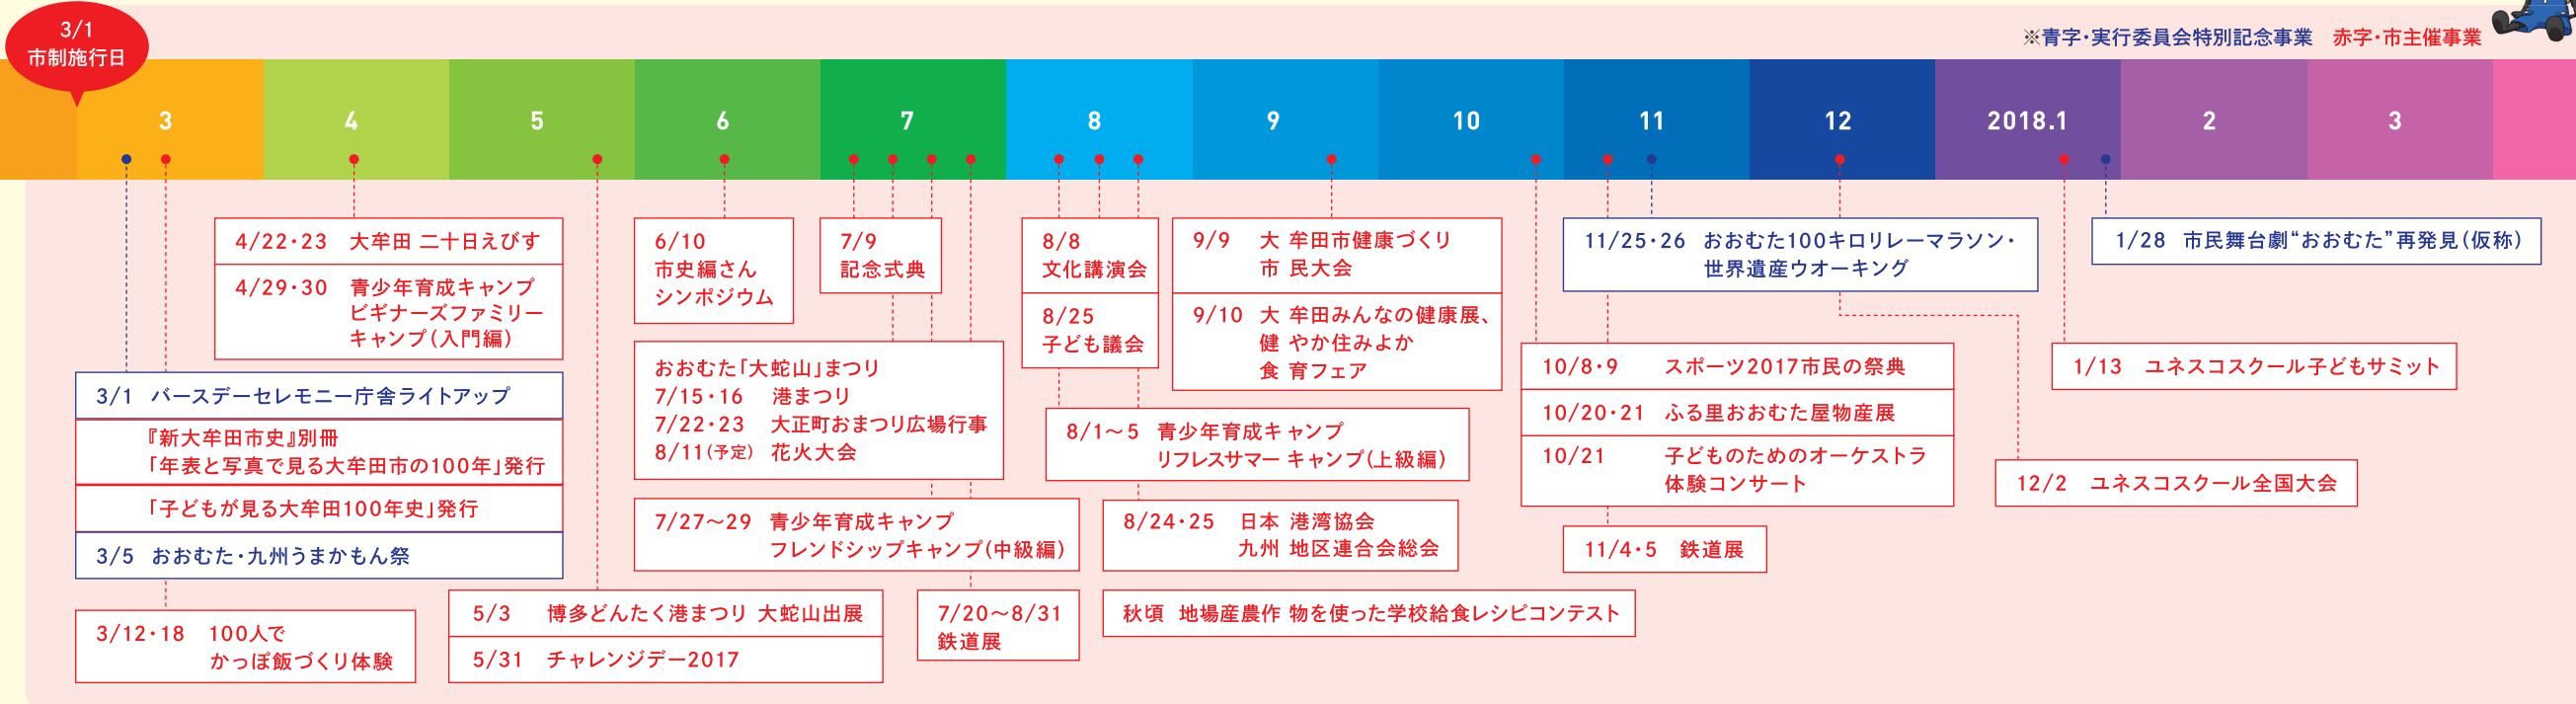 3/1
市制施行日
※青字・実行委員会特別記念事業　赤字・市主催事業
3 4 5 6 7 8 9 10 11 12 2018.1 2 3
4/22・23 大牟田 二十日えびす
4/29・30 青少年育成キャンプ
ビギナーズファミリー
キャンプ（入門編）
3/1 バースデーセレモニー庁舎ライトアップ
『新大牟田市史』別冊
「年表と写真で見る大牟田市の100年」発行
「子どもが見る大牟田100年史」発行
3/5 おおむた・九州うまかもん祭
3/12・18 100人で
かっぽ飯づくり体験
5/3 博多どんたく港まつり 大蛇山出展
5/31 チャレンジデー2017
6/10
市史編さん
シンポジウム
7/9
記念式典
おおむた「大蛇山」まつり
7/15・16 港まつり
7/22・23 大正町おまつり広場行事
8/11（予定） 花火大会
7/27～29 青少年育成キャンプ
フレンドシップキャンプ（中級編）
7/20～8/31
鉄道展
8/8
文化講演会
8/25
子ども議会
8/1～5 青少年育成キャンプ
リフレスサマー キャンプ（上級編）
8/24・25 日本 港湾協会
九州 地区連合会総会
秋頃 地場産農作 物を使った学校給食レシピコンテスト
9/9 大 牟田市健康づくり
市 民大会
9/10 大 牟田みんなの健康展、
健 やか住みよか
食 育フェア
10/8・9 スポーツ2017市民の祭典
10/20・21 ふる里おおむた屋物産展
10/21 子どものためのオーケストラ
体験コンサート
11/25・26 おおむた100キロリレーマラソン・
世界遺産ウオーキング
11/4・5 鉄道展
12/2 ユネスコスクール全国大会
1/28 市民舞台劇“おおむた”再発見（仮称）
1/13 ユネスコスクール子どもサミット